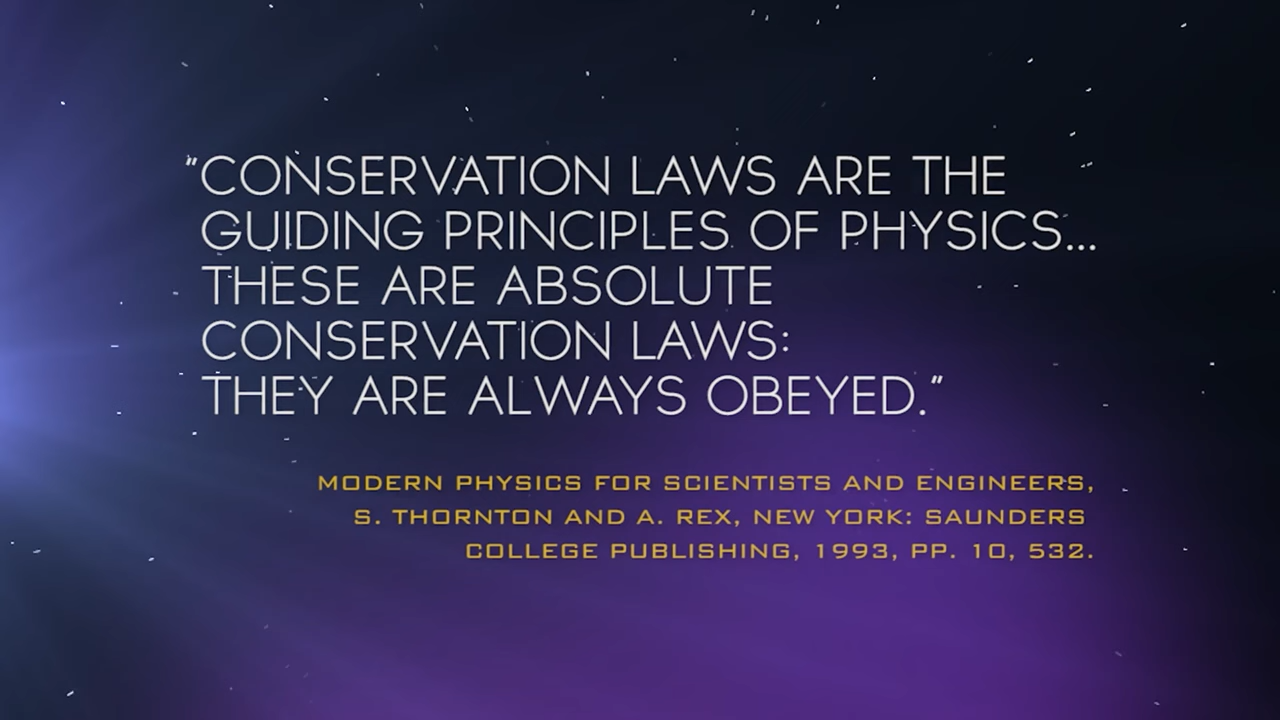 "CONSERVATION LAWS ARE THE
GUIDING PRINCIPLES OF PHYSICS...
THESE ARE ABSOLUTE
CONSERVATION LAWS:
THEY ARE ALWAYS OBEYED."
MODERN PHYSICS FOR SCIENTISTS AND ENGINEERS,
S. THORNTON AND A. REX, NEW YORK: SAUNDERS
COLLEGE PUBLISHING, 1993, PP. 10, 532.